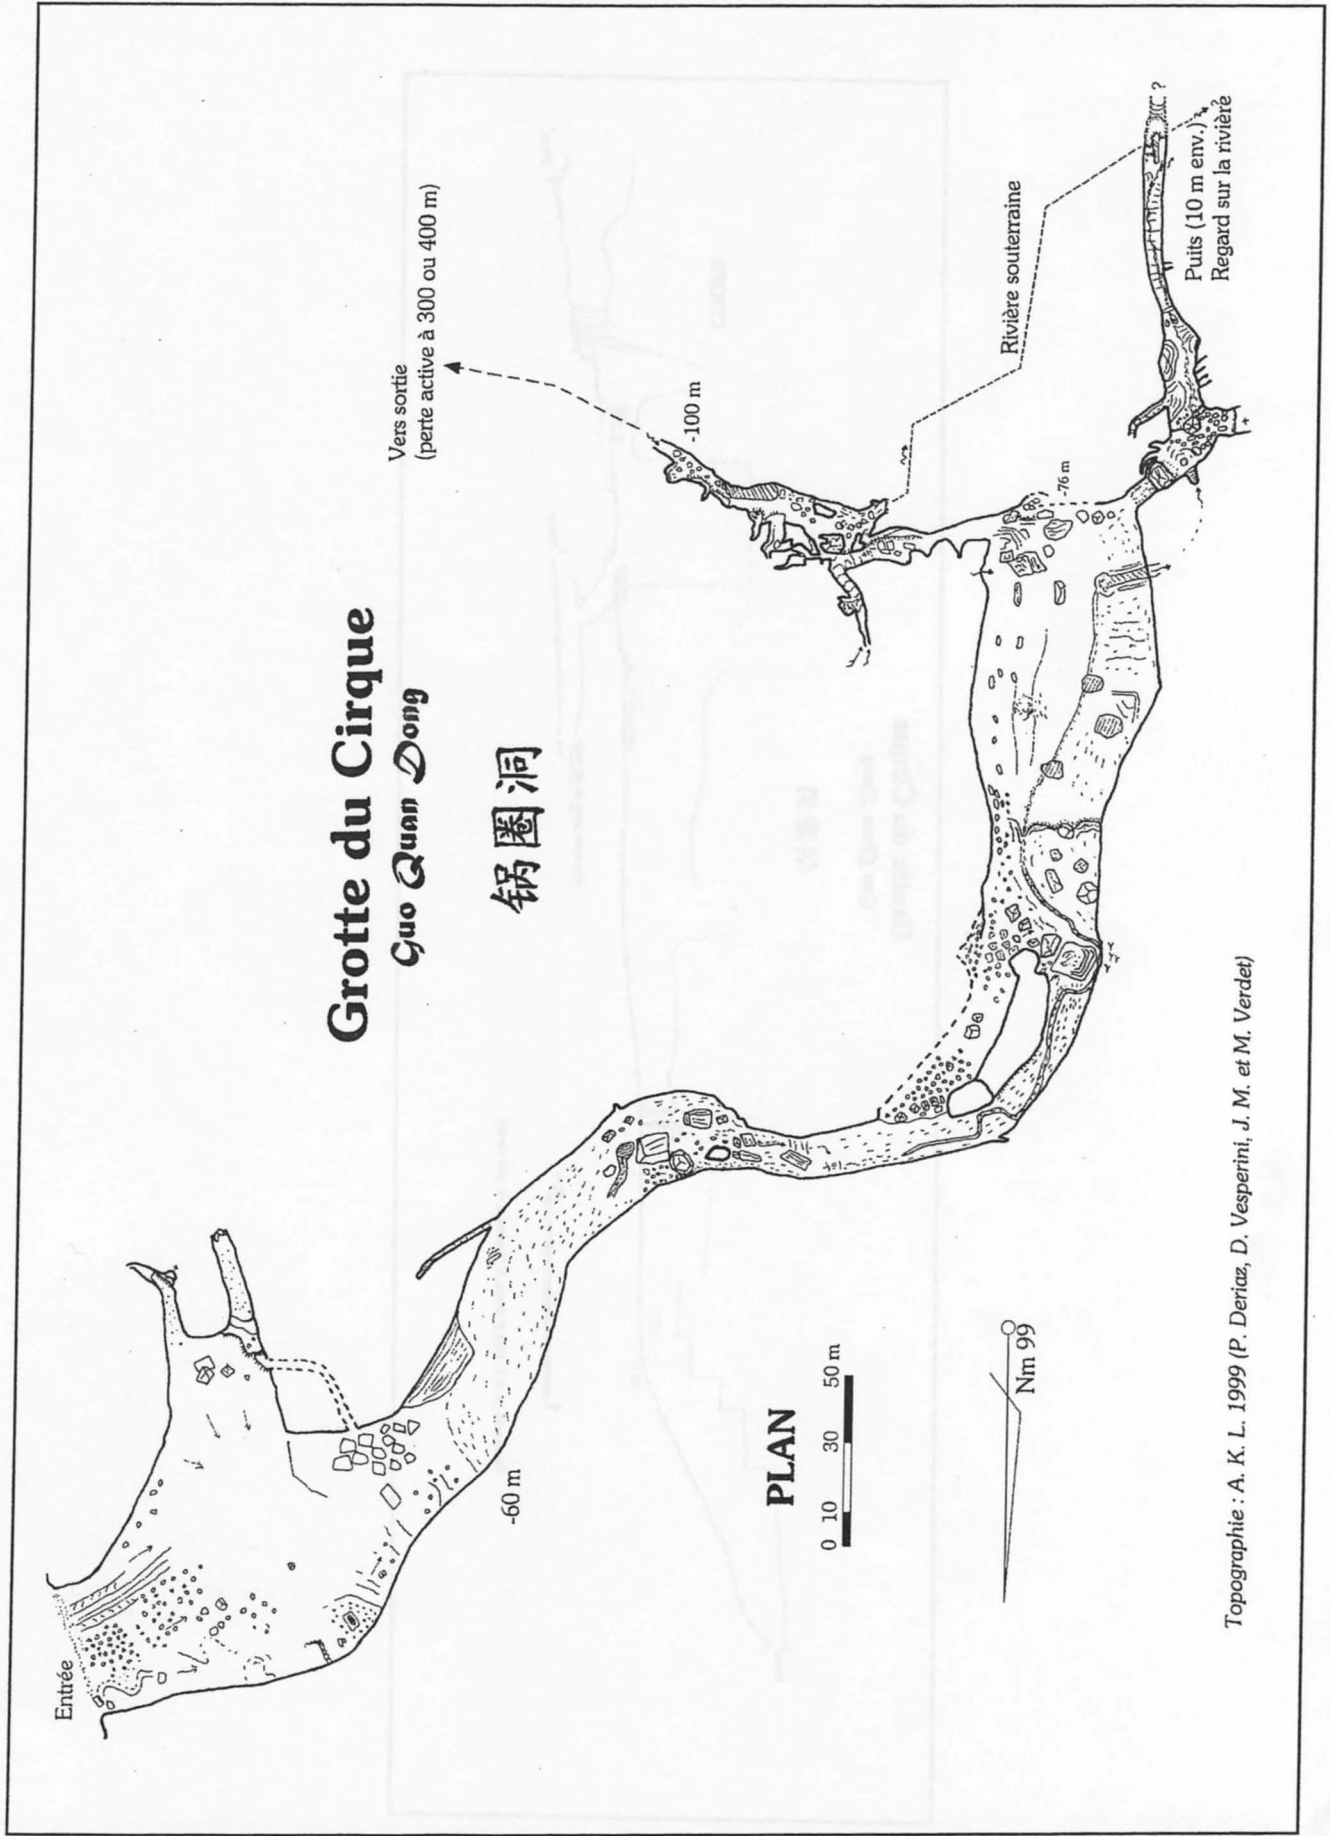 Grotte du Cirque
Guo Quan Dong
锅圈洞
Entrée
-60 m
Vers sortie
(perte active à 300 ou 400 m)
-100 m
Rivière souterraine
-76 m
?
Puits (10 m env.)
Regard sur la rivière
?
PLAN
0 10 30 50 m
Nm 99
Topographie : A. K. L. 1999 (P. Deriaz, D. Vesperini, J. M. et M. Verdet)